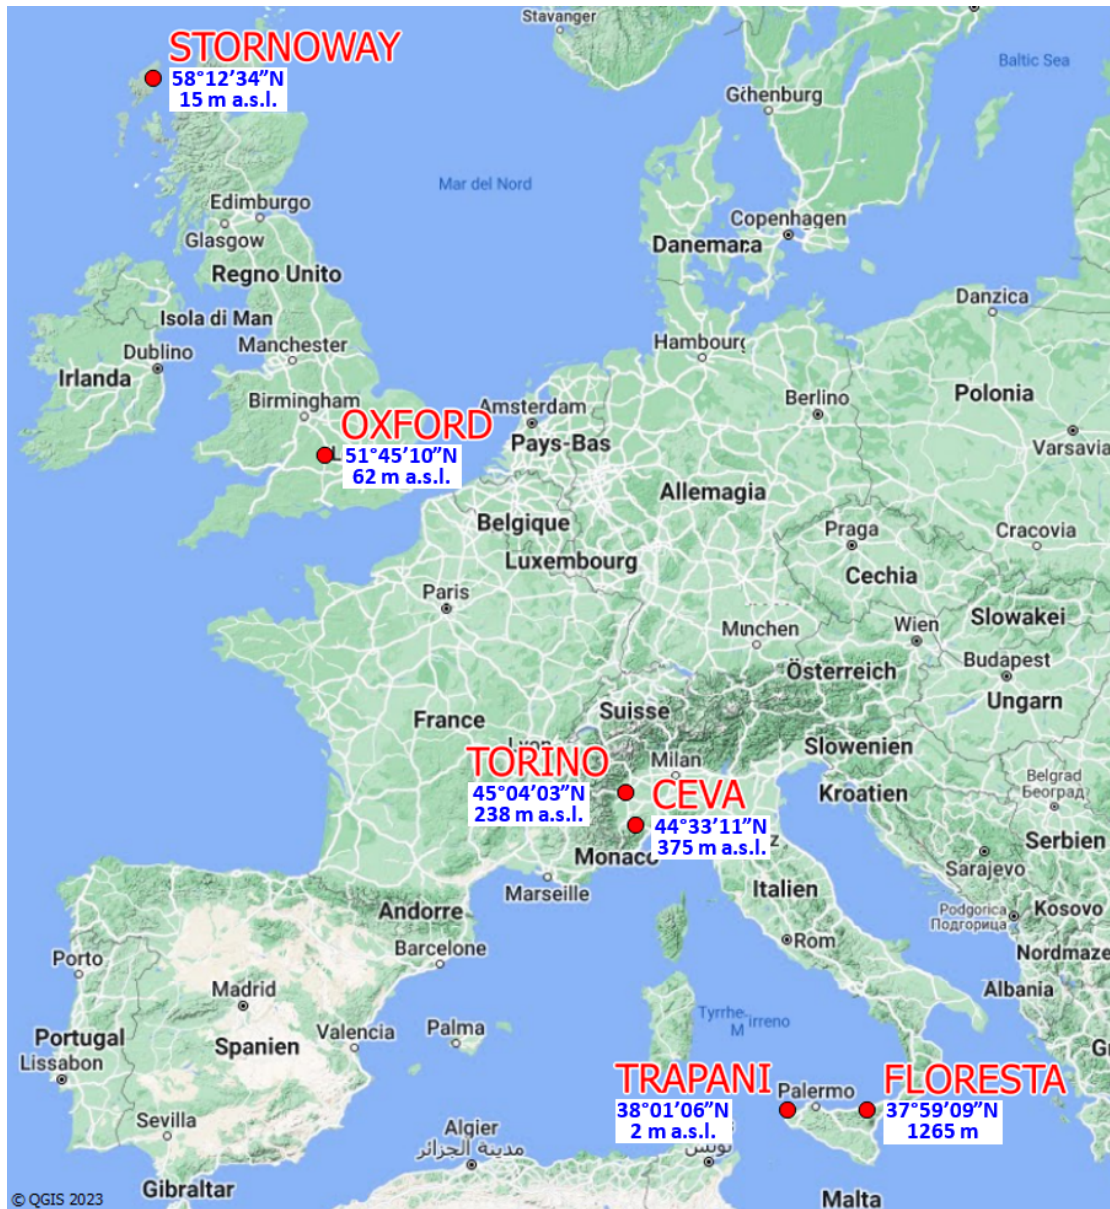 Stavanger
STORNOWAY
58°12’34”N
15 m a.s.l.
Baltic Sea
Mar del Nord
Edimburgo
Glasgow
Copenhagen
Danemara
Regno Unito
Danzica
Isola di Man
Manchester
Dublino
Irlanda
Hambourg
Polonia
Birmingham
Berlino
OXFORD
51°45’10”N
62 m a.s.l.
Amsterdam
Pays-Bas
Varsavia
Allemagia
Belgique
Luxembourg
Praga
Cracovia
Cechia
Paris
Slowakei
Wien
Österreich
Budapest
Ungarn
Suisse
France
Slowenien
TORINO
45°04’03”N
238 m a.s.l.
Milan
CEVA
44°33’11”N
375 m a.s.l.
Kroatien
Belgrad
Београд
Serbien
Monaco
Marseille
Sarajevo
Italien
Andorre
Podgorica
Подгорица
Kosovo
Barcelone
Rom
Nordmaze
Porto
Albania
Madrid
Tyrrhe-
M irreno
Portugal
Spanien
Valencia
Palma
Lissabon
TRAPANI
38°01’06”N
2 m a.s.l.
Palermo
FLORESTA
37°59’09”N
1265 m
Sevilla
Algier
مدينة الجزائر
تونس
Gibraltar
Malta
© QGIS 2023